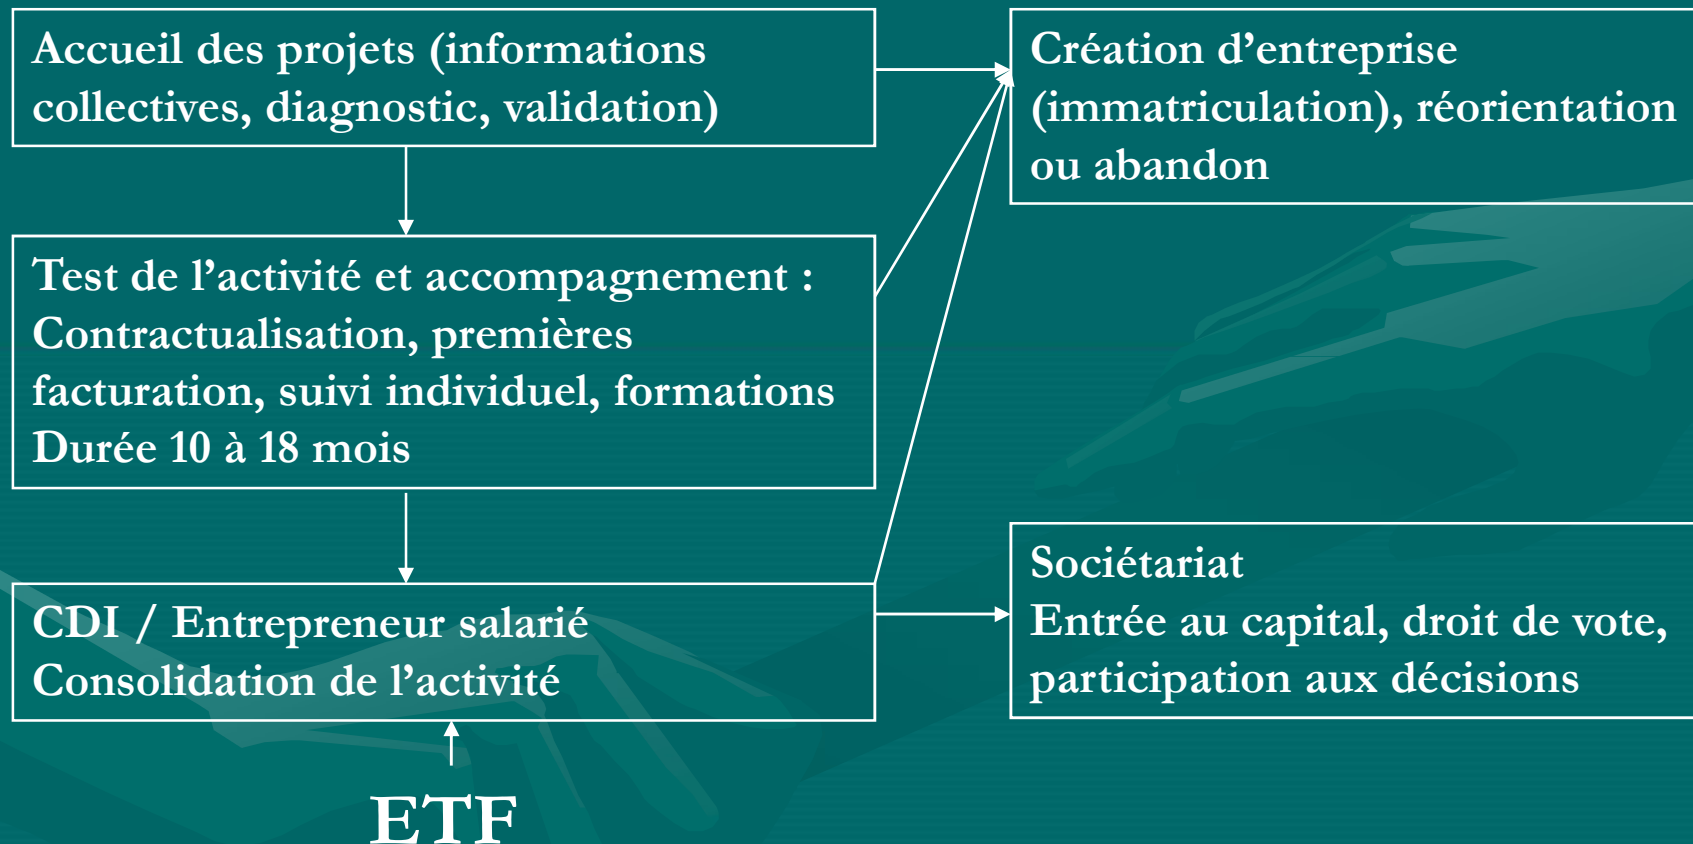 Accueil des projets (informations
collectives, diagnostic, validation)
Création d’entreprise
(immatriculation), réorientation
ou abandon
Test de l’activité et accompagnement :
Contractualisation, premières
facturation, suivi individuel, formations
Durée 10 à 18 mois
CDI / Entrepreneur salarié
Consolidation de l’activité
Sociétariat
Entrée au capital, droit de vote,
participation aux décisions
ETF